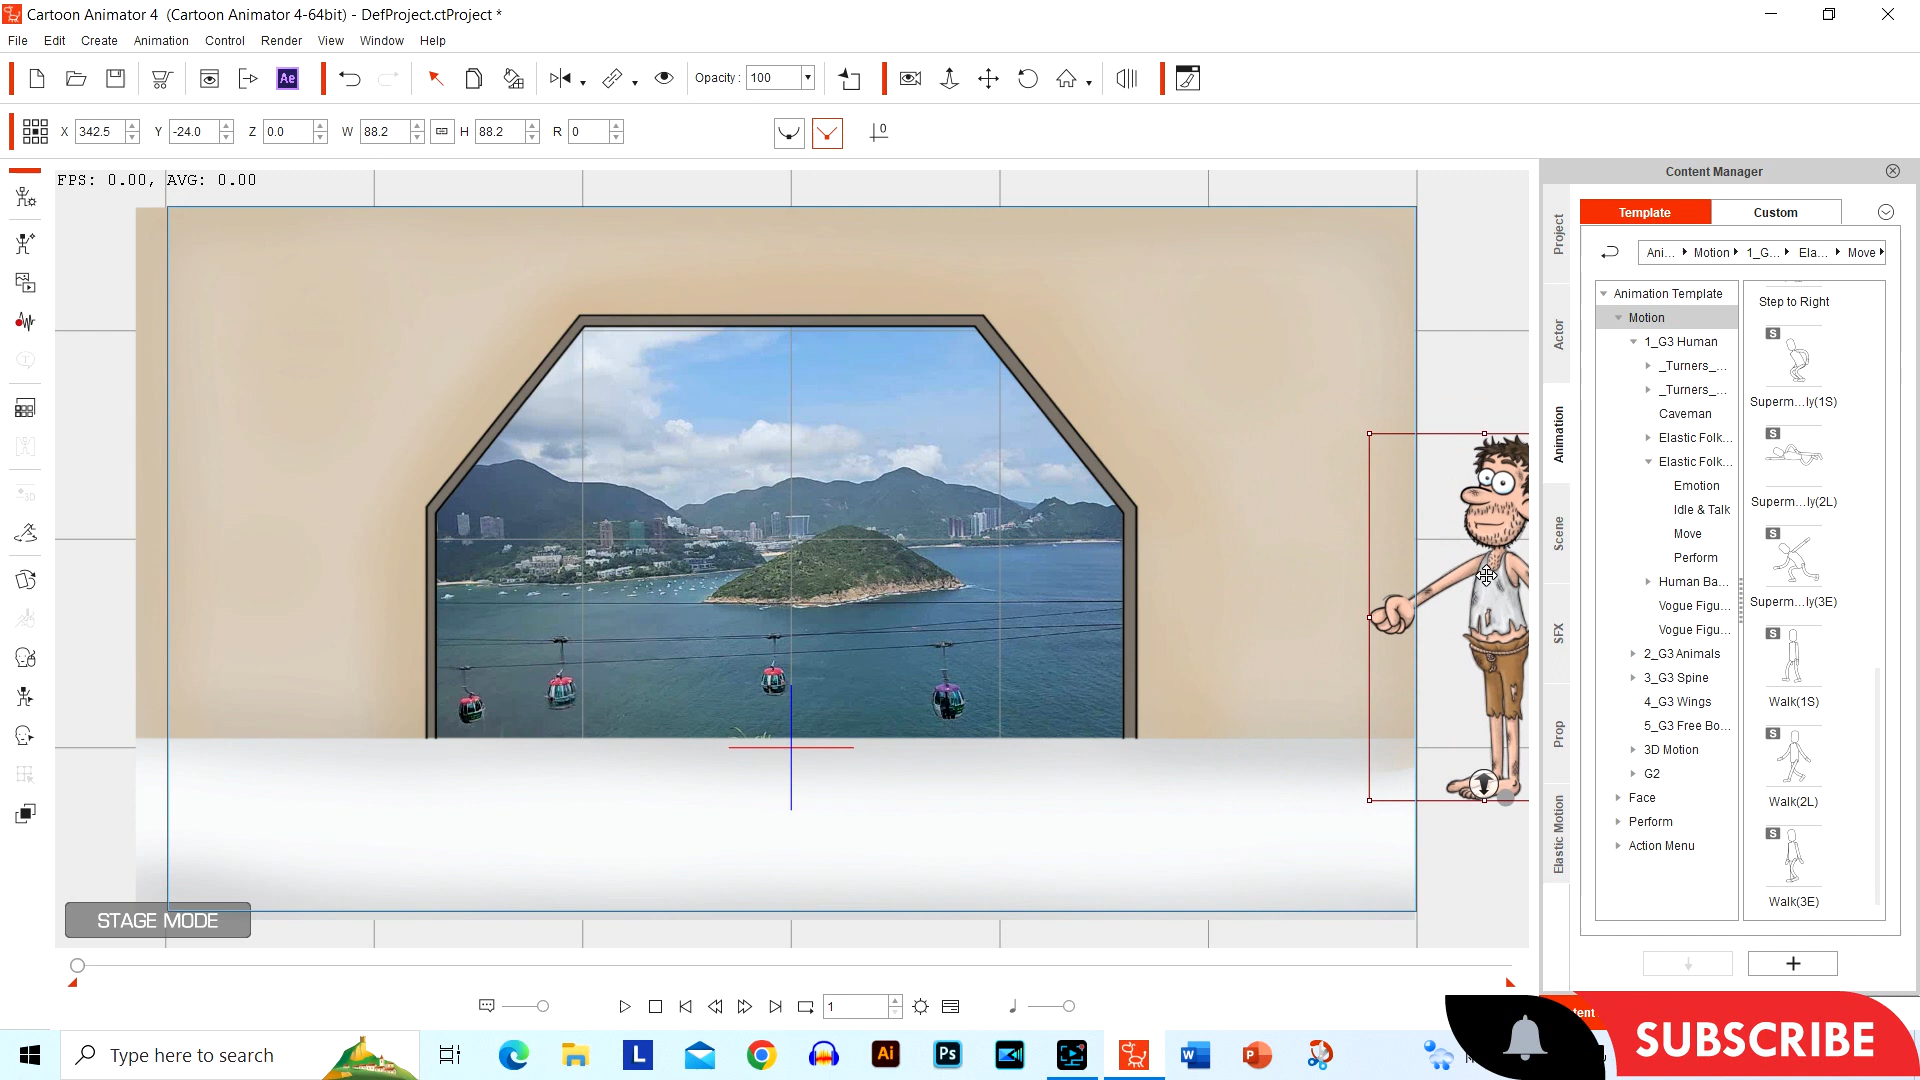 Cartoon Animator 4  (Cartoon Animator 4-64bit) - DefProject.ctProject *
File Edit Create Animation Control Render View Window Help
Ae
Opacity : 100
X 342.5 Y -24.0 Z 0.0 W 88.2 H 88.2 R 0
0
FPS: 0.00, AVG: 0.00
STAGE MODE
1
Content Manager
Project
Actor
Animation
Scene
SFX
Prop
Elastic Motion
Template Custom
Ani... Motion 1_G... Ela... Move
Animation Template
Motion
1_G3 Human
_Turners_...
_Turners_...
Caveman
Elastic Folk...
Elastic Folk...
Emotion
Idle & Talk
Move
Perform
Human Ba...
Vogue Figu...
Vogue Figu...
2_G3 Animals
3_G3 Spine
4_G3 Wings
5_G3 Free Bo...
3D Motion
G2
Face
Perform
Action Menu
Step to Right
S
Superm...ly(1S)
S
Superm...ly(2L)
S
Superm...ly(3E)
S
Walk(1S)
S
Walk(2L)
S
Walk(3E)
SUBSCRIBE
Type here to search
L
Ai
Ps
W
P